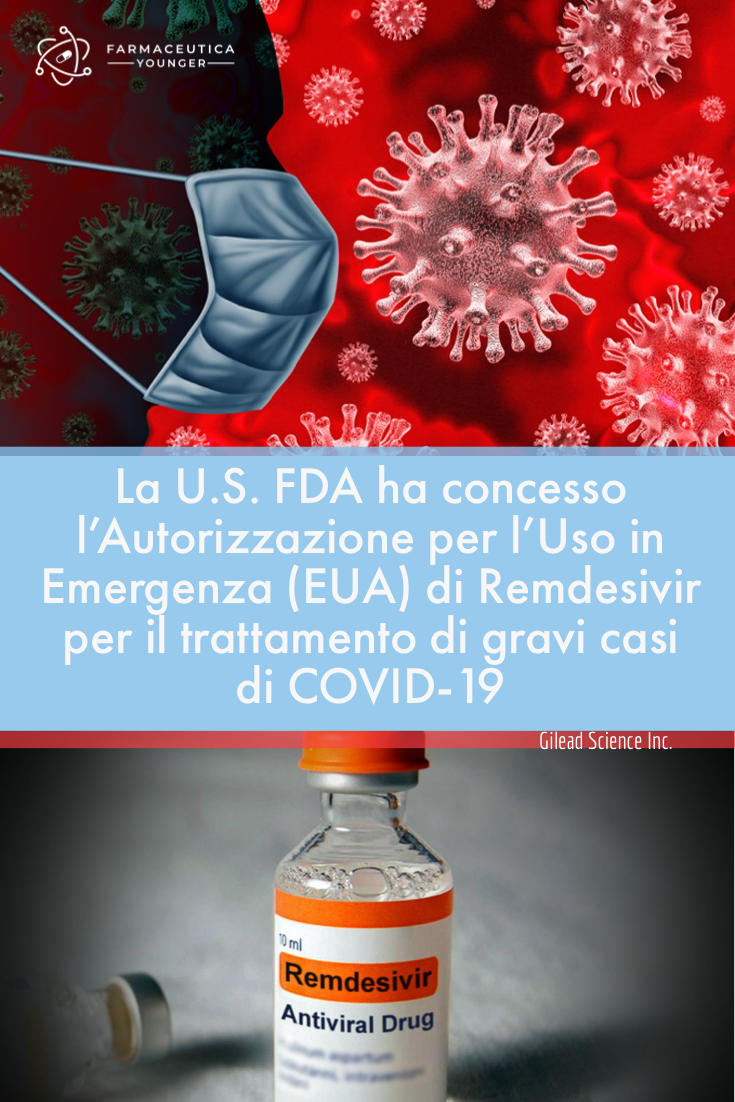 FARMACEUTICA
YOUNGER
La U.S. FDA ha concesso
l’Autorizzazione per l’Uso in
Emergenza (EUA) di Remdesivir
per il trattamento di gravi casi
di COVID-19
Gilead Science Inc.
10 ml
Remdesivir
Antiviral Drug